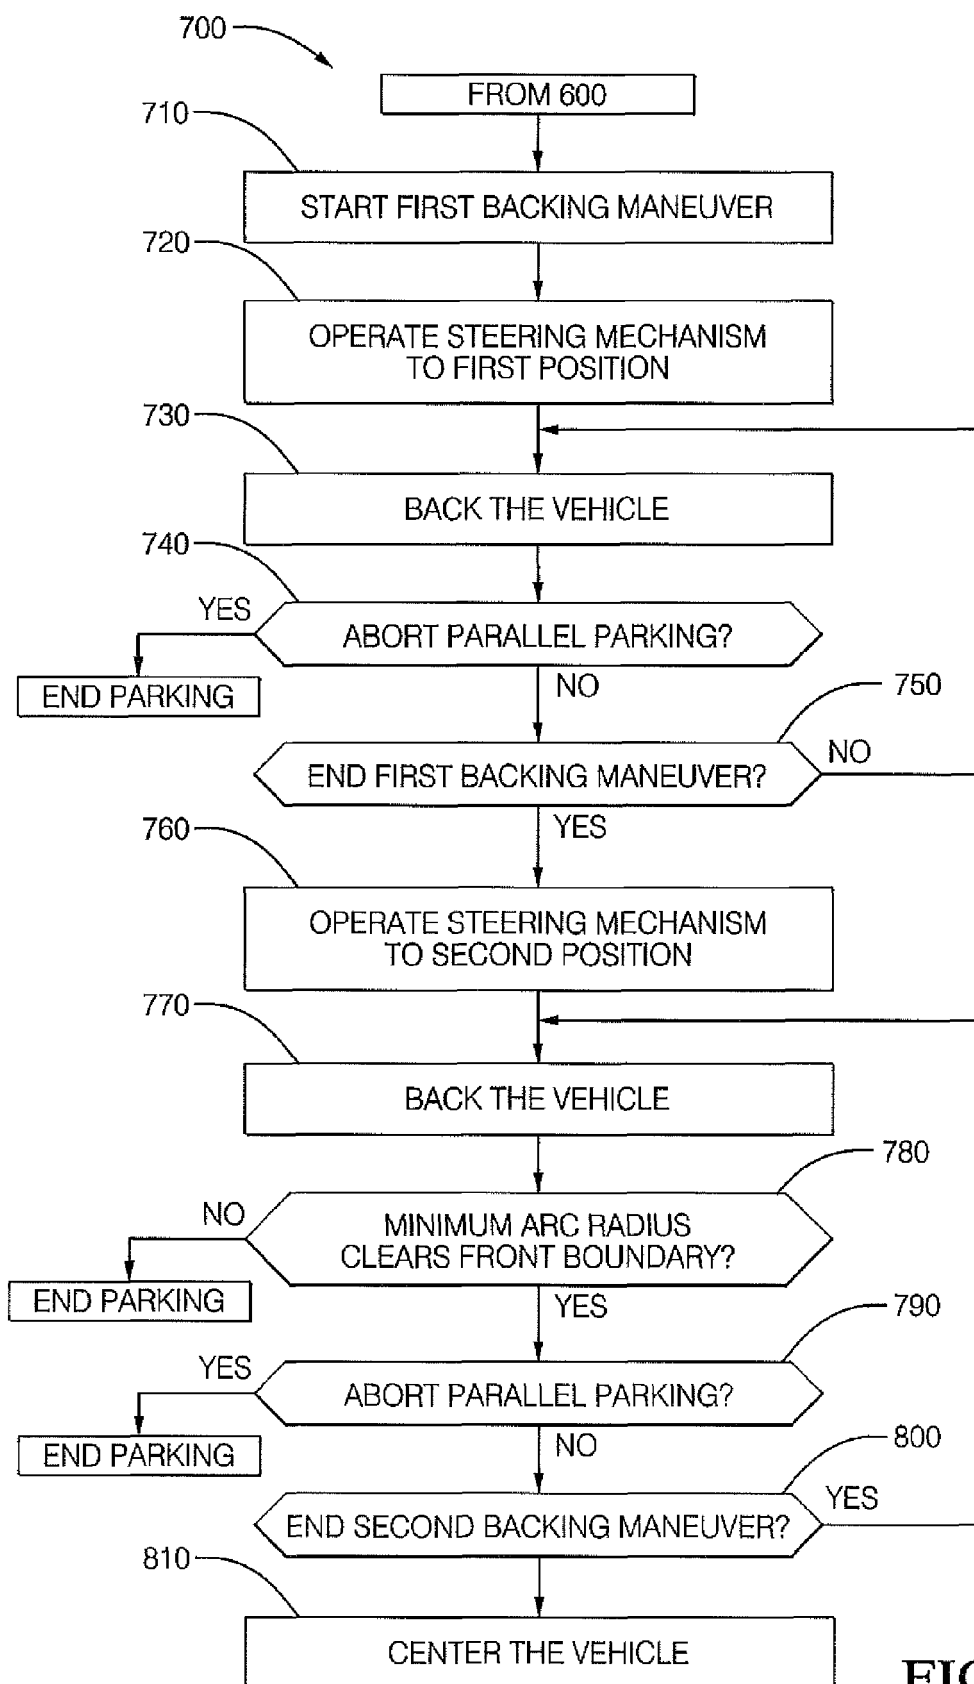 700
FROM 600
710
START FIRST BACKING MANEUVER
720
OPERATE STEERING MECHANISM
TO FIRST POSITION
730
BACK THE VEHICLE
740
YES
ABORT PARALLEL PARKING?
END PARKING
NO
750
END FIRST BACKING MANEUVER?
NO
YES
760
OPERATE STEERING MECHANISM
TO SECOND POSITION
770
BACK THE VEHICLE
780
NO
MINIMUM ARC RADIUS
CLEARS FRONT BOUNDARY?
END PARKING
YES
790
YES
ABORT PARALLEL PARKING?
END PARKING
NO
800
END SECOND BACKING MANEUVER?
YES
810
CENTER THE VEHICLE